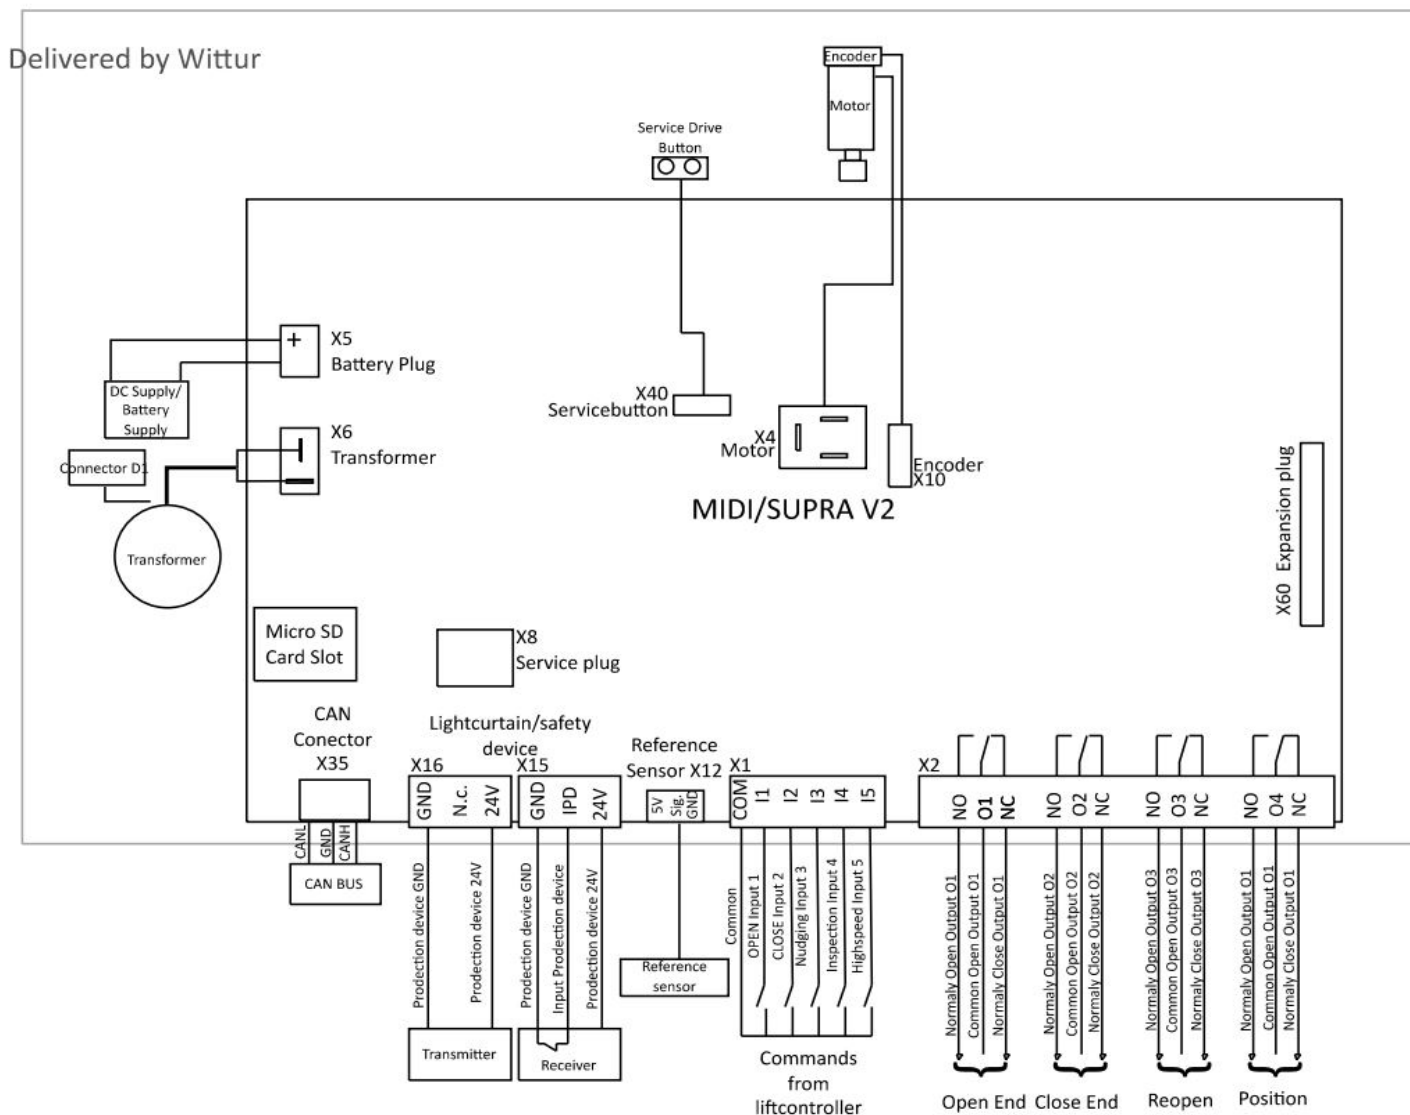 Delivered by Wittur
Encoder
Motor
Service Drive
Button
X5
Battery Plug
DC Supply/
Battery
Supply
X6
Transformer
Connector D1
Transformer
X40
Servicebutton
X4
Motor
Encoder
X10
MIDI/SUPRA V2
X60 Expansion plug
Micro SD
Card Slot
X8
Service plug
CAN
Conector
X35
CANL
GND
CANH
CAN BUS
Lightcurtain/safety
device
X16
GND
N.c.
24V
X15
GND
IPD
24V
Prodection device GND
Prodection device 24V
Prodection device GND
Input Prodection device
Prodection device 24V
Transmitter
Receiver
Reference
Sensor X12
5V
Sig.
GND
Reference
sensor
X1
COM
I1
I2
I3
I4
I5
Common
OPEN Input 1
CLOSE Input 2
Nudging Input 3
Inspection Input 4
Highspeed Input 5
Commands
from
liftcontroller
X2
NO
O1
NC
NO
O2
NC
NO
O3
NC
NO
O4
NC
Normaly Open Output O1
Common Open Output O1
Normaly Close Output O1
Normaly Open Output O2
Common Open Output O2
Normaly Close Output O2
Normaly Open Output O3
Common Open Output O3
Normaly Close Output O3
Normaly Open Output O1
Common Open Output O1
Normaly Close Output O1
Open End
Close End
Reopen
Position